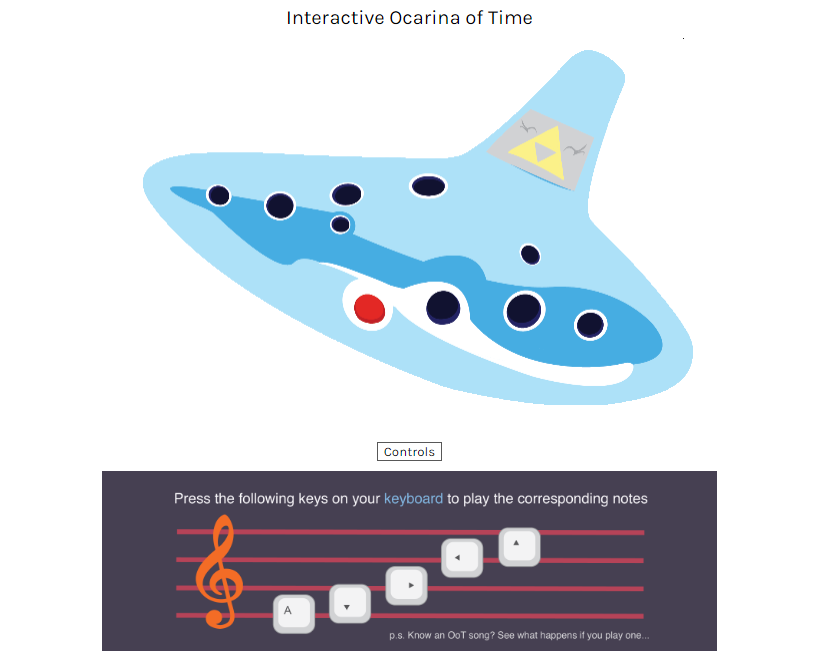 Interactive Ocarina of Time
Controls
Press the following keys on your keyboard to play the corresponding notes
A
p.s. Know an OoT song? See what happens if you play one...